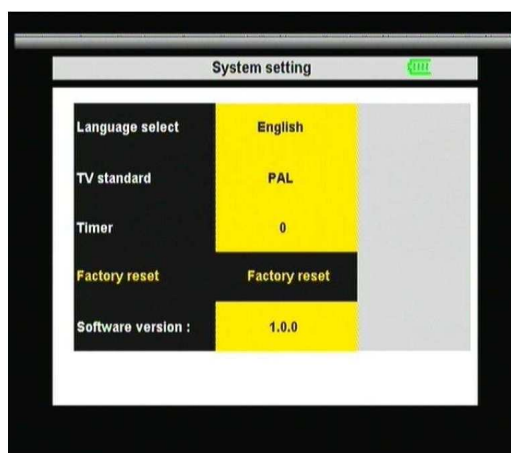 System setting
Language select English
TV standard PAL
Timer 0
Factory reset Factory reset
Software version : 1.0.0